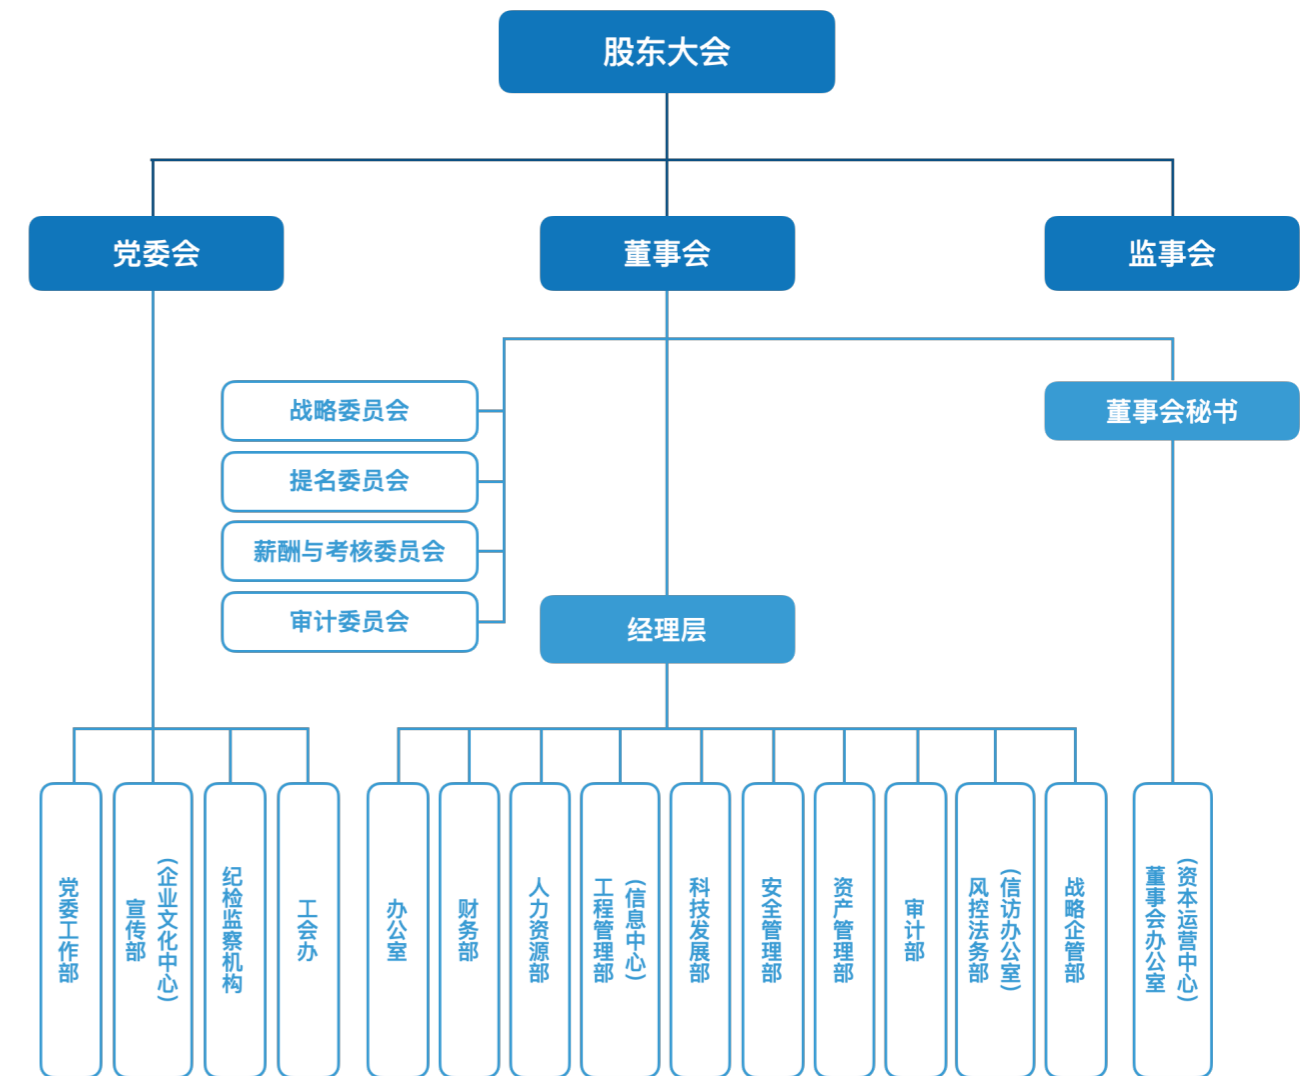 股东大会
党委会
董事会
监事会
战略委员会
董事会秘书
提名委员会
薪酬与考核委员会
审计委员会
经理层
党委工作部
宣传部
(企业文化中心)
纪检监察机构
工会办
办公室
财务部
人力资源部
工程管理部
(信息中心)
科技发展部
安全管理部
资产管理部
审计部
风控法务部
(信访办公室)
战略企管部
董事会办公室
(资本运营中心)